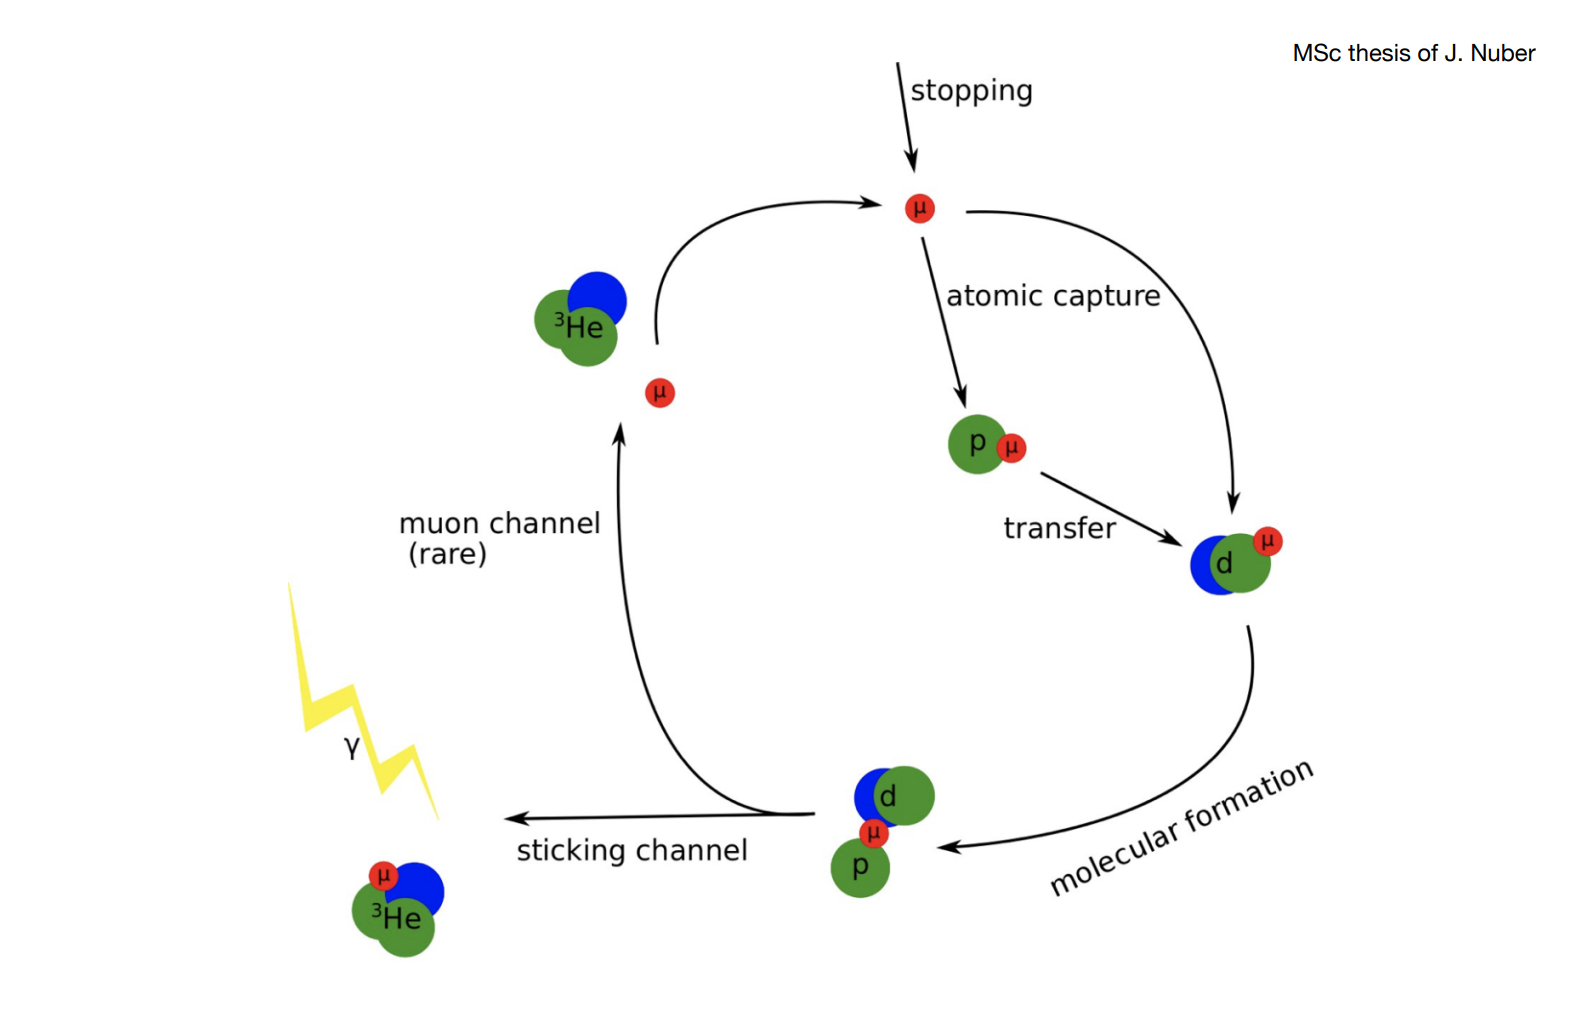 MSc thesis of J. Nuber
stopping
μ
atomic capture
p μ
transfer
μ
d
molecular formation
d
μ
p
sticking channel
muon channel
(rare)
³He
μ
γ
μ
³He